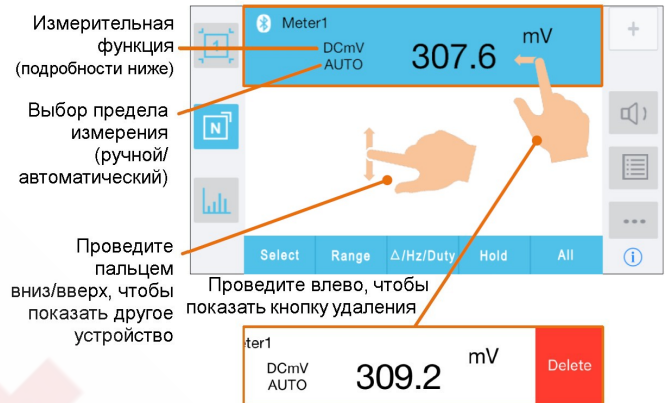 Измерительная
функция
(подробности ниже)
Выбор предела
измерения
(ручной/
автоматический)
Проведите
пальцем
вниз/вверх, чтобы
показать другое
устройство
1
N
Meter1
DCmV
AUTO
307.6
mV
+
Select Range Δ/Hz/Duty Hold All
Проведите влево, чтобы
показать кнопку удаления
ter1
DCmV
AUTO
309.2
mV
Delete